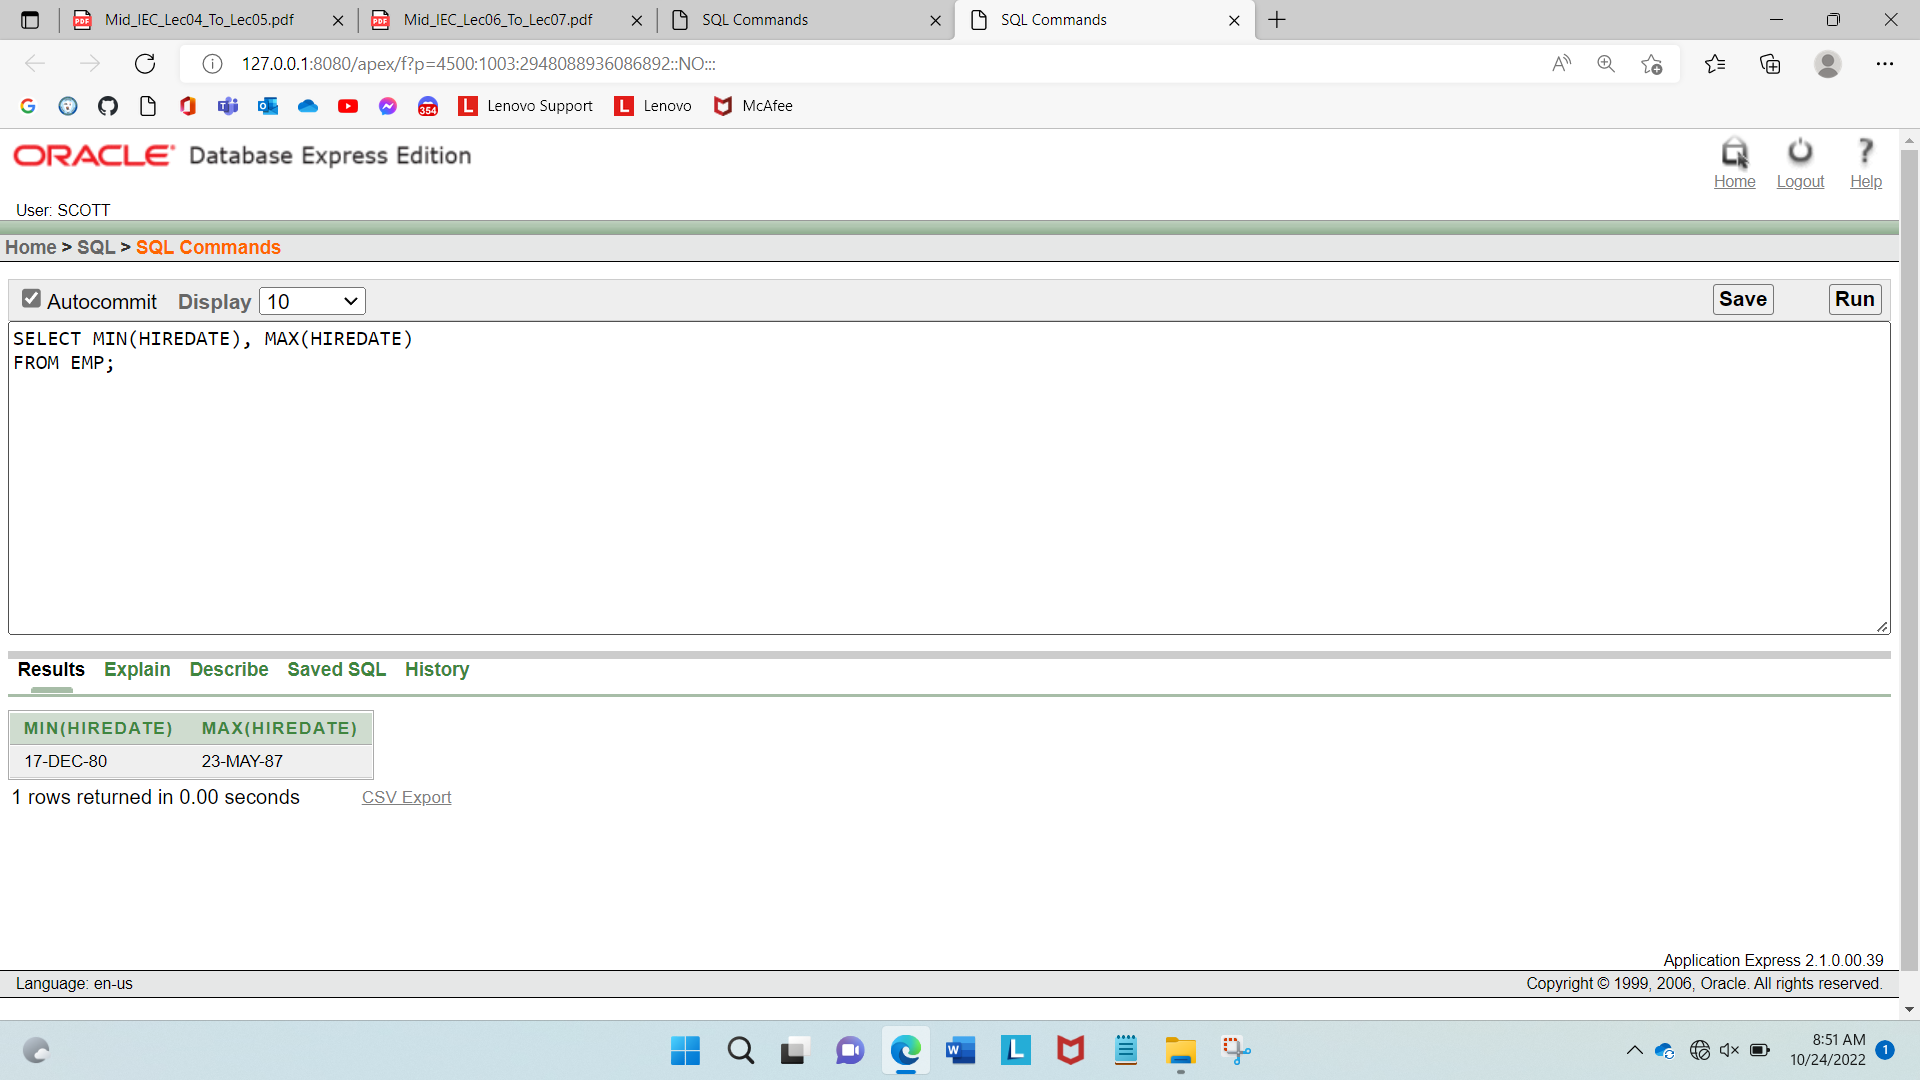 Mid_IEC_Lec04_To_Lec05.pdf
Mid_IEC_Lec06_To_Lec07.pdf
SQL Commands
SQL Commands
127.0.0.1:8080/apex/f?p=4500:1003:2948088936086892::NO:::
354
Lenovo Support
Lenovo
McAfee
ORACLE Database Express Edition
Home
Logout
Help
User: SCOTT
Home > SQL > SQL Commands
Autocommit Display 10
Save
Run
SELECT MIN(HIREDATE), MAX(HIREDATE)
FROM EMP;
Results Explain Describe Saved SQL History
MIN(HIREDATE) MAX(HIREDATE)
17-DEC-80 23-MAY-87
1 rows returned in 0.00 seconds CSV Export
Application Express 2.1.0.00.39
Language: en-us
Copyright © 1999, 2006, Oracle. All rights reserved.
8:51 AM
10/24/2022
1